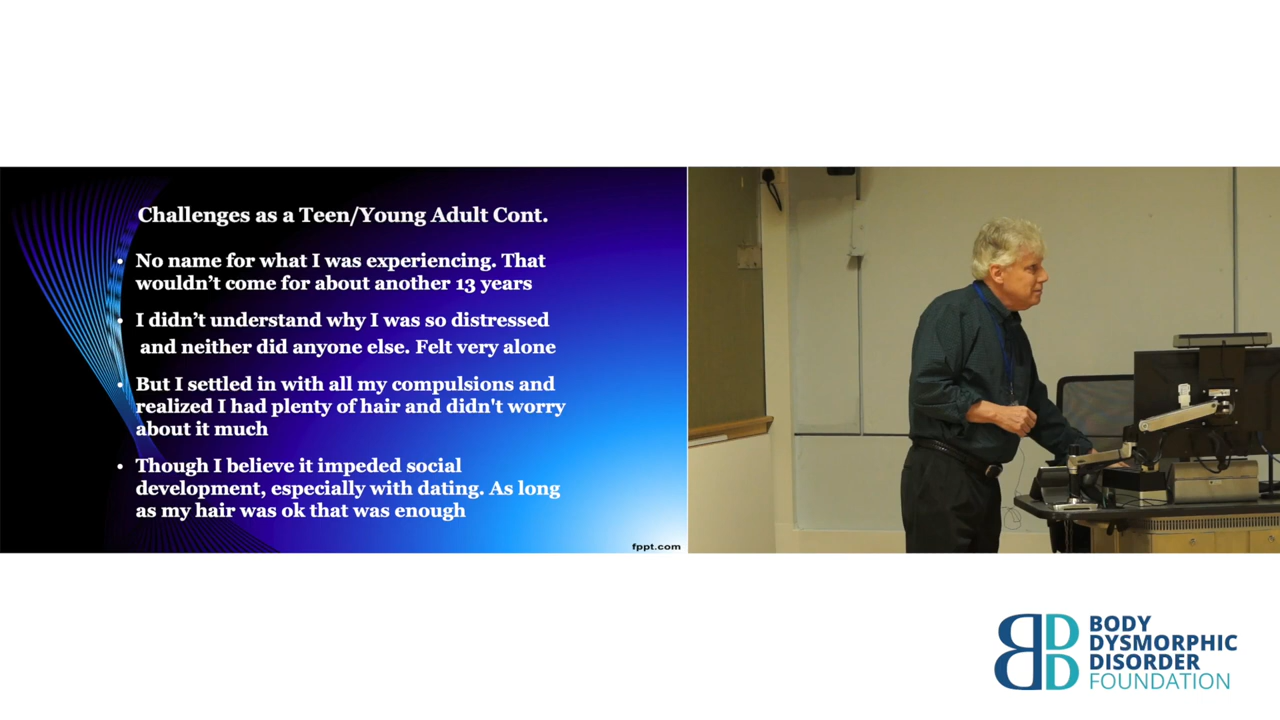 Challenges as a Teen/Young Adult Cont.
• No name for what I was experiencing. That
wouldn’t come for about another 13 years
• I didn’t understand why I was so distressed
and neither did anyone else. Felt very alone
• But I settled in with all my compulsions and
realized I had plenty of hair and didn't worry
about it much
• Though I believe it impeded social
development, especially with dating. As long
as my hair was ok that was enough
fppt.com
BODY
DYSMORPHIC
DISORDER
FOUNDATION